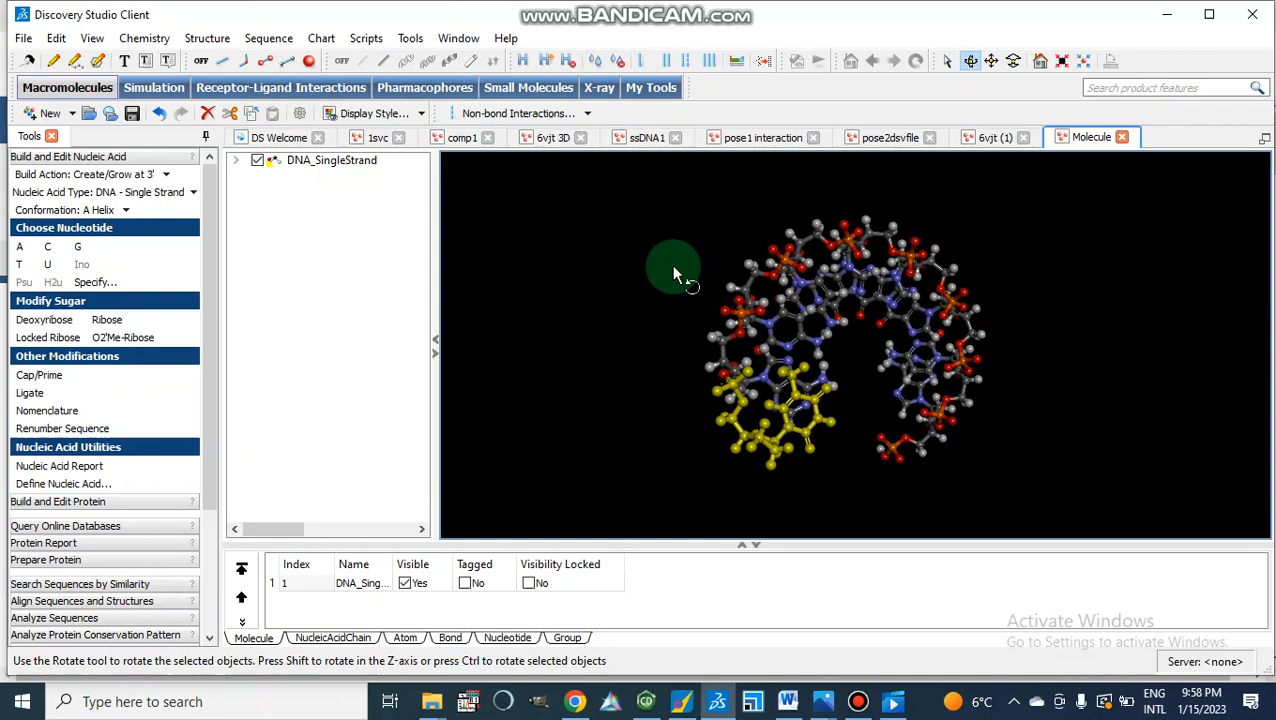 Discovery Studio Client
www.BANDICAM.com
File Edit View Chemistry Structure Sequence Chart Scripts Tools Window Help
OFF OFF
Macromolecules Simulation Receptor-Ligand Interactions Pharmacophores Small Molecules X-ray My Tools Search product features
New Display Style... Non-bond Interactions...
Tools DS Welcome 1svc comp1 6vjt 3D ssDNA1 pose1 interaction pose2dsvfile 6vjt (1) Molecule
Build and Edit Nucleic Acid
DNA_SingleStrand
Build Action: Create/Grow at 3'
Nucleic Acid Type: DNA - Single Strand
Conformation: A Helix
Choose Nucleotide
A C G
T U Ino
Psu H2u Specify...
Modify Sugar
Deoxyribose Ribose
Locked Ribose O2'Me-Ribose
Other Modifications
Cap/Prime
Ligate
Nomenclature
Renumber Sequence
Nucleic Acid Utilities
Nucleic Acid Report
Define Nucleic Acid...
Build and Edit Protein
Query Online Databases
Protein Report
Prepare Protein
Search Sequences by Similarity
Align Sequences and Structures
Analyze Sequences
Analyze Protein Conservation Pattern
Index Name Visible Tagged Visibility Locked
1 1 DNA_Sing... Yes No No
Molecule NucleicAcidChain Atom Bond Nucleotide Group
Activate Windows
Go to Settings to activate Windows.
Use the Rotate tool to rotate the selected objects. Press Shift to rotate in the Z-axis or press Ctrl to rotate selected objects
Server: <none>
Type here to search
6°C
ENG
INTL
9:58 PM
1/15/2023